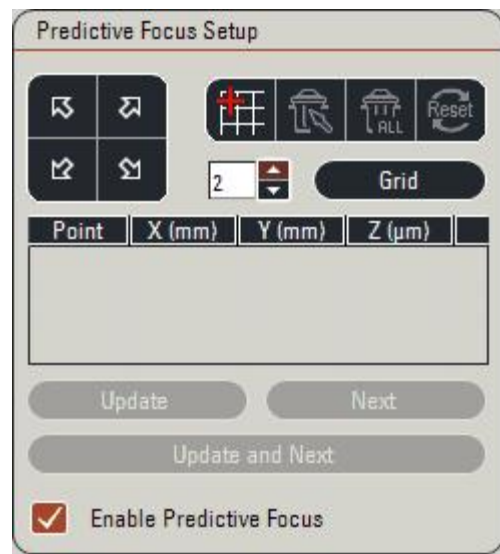 Predictive Focus Setup
ALL
Reset
2
Grid
Point X (mm) Y (mm) Z (µm)
Update Next
Update and Next
Enable Predictive Focus